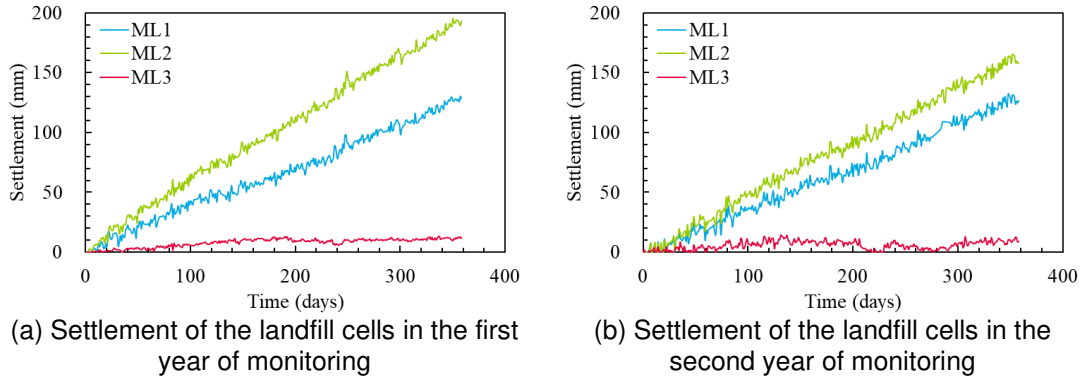 200
150
100
50
0
Settlement (mm)
ML1
ML2
ML3
0
100
200
300
400
Time (days)
(a) Settlement of the landfill cells in the first
year of monitoring
200
150
100
50
0
Settlement (mm)
ML1
ML2
ML3
0
100
200
300
400
Time (days)
(b) Settlement of the landfill cells in the
second year of monitoring